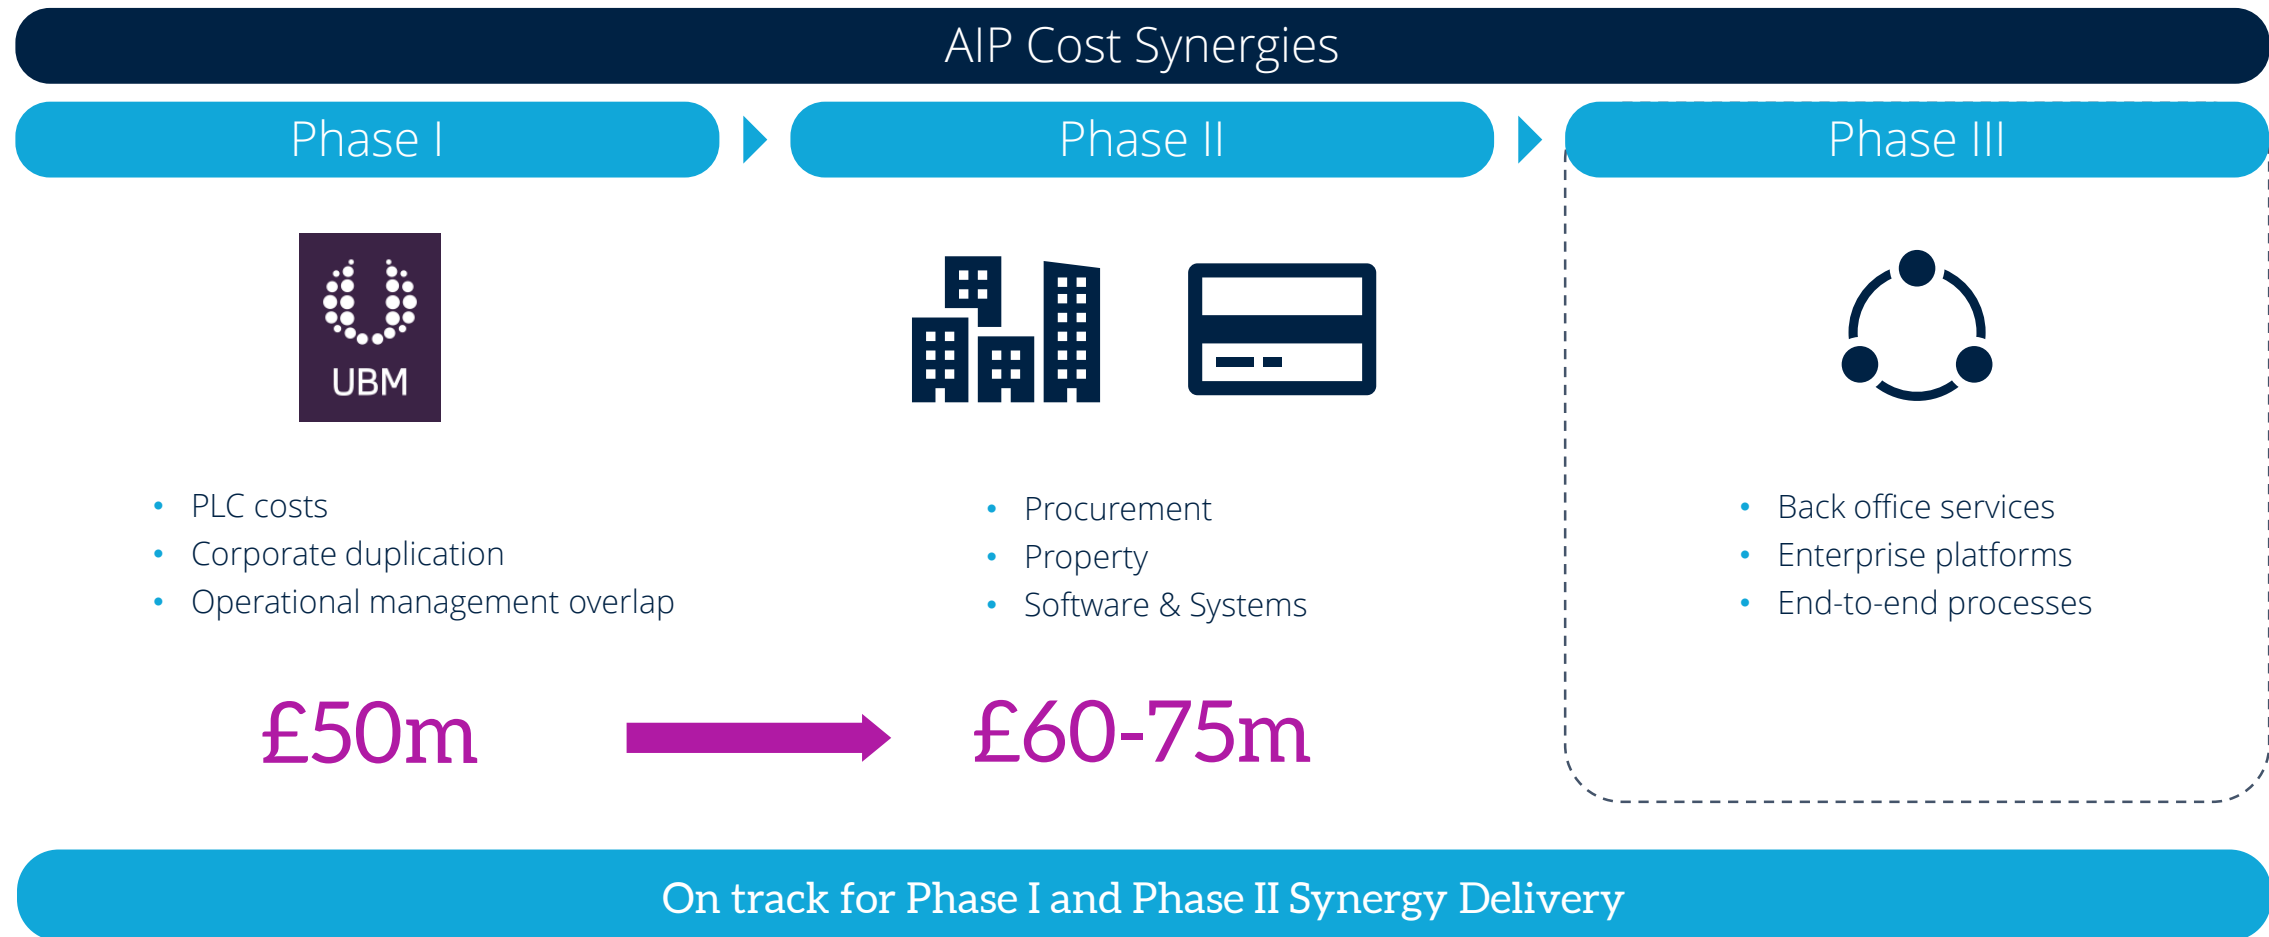 AIP Cost Synergies
Phase I
Phase II
Phase III
UBM
• PLC costs
• Corporate duplication
• Operational management overlap
• Procurement
• Property
• Software & Systems
• Back office services
• Enterprise platforms
• End-to-end processes
£50m
£60-75m
On track for Phase I and Phase II Synergy Delivery